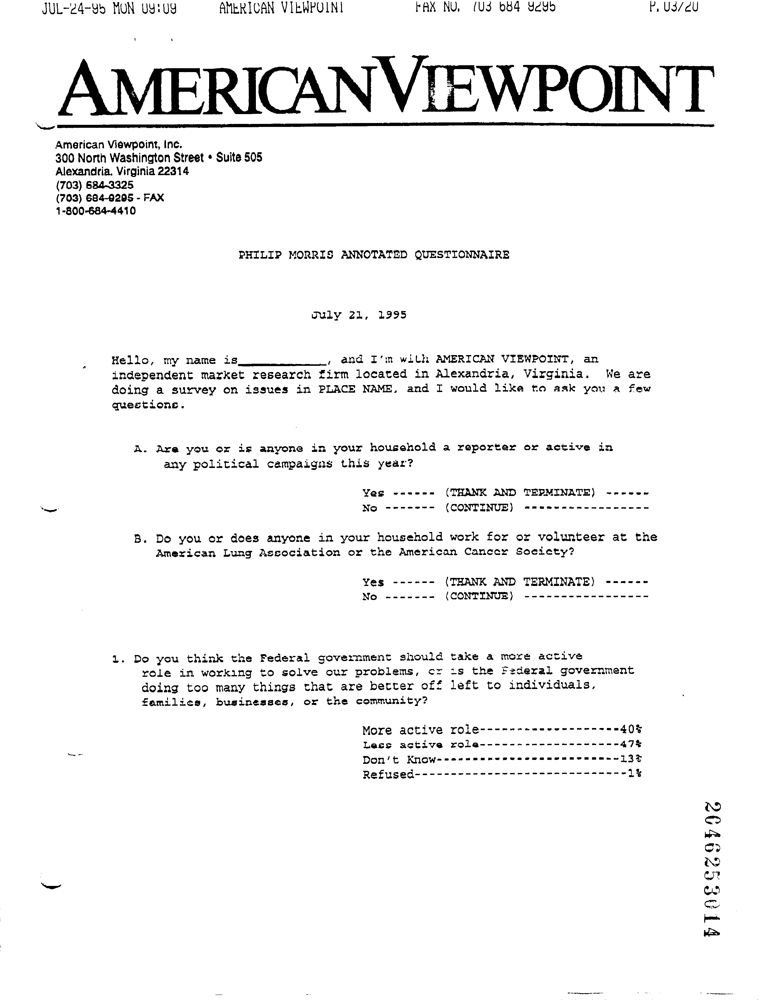 JUL-24-95 MON 09:09 AMERICAN VIEWPOINT FAX NO. 703 684 9295 P.03/20
AMERICAN VIEWPOINT
American Viewpoint, Inc.
300 North Washington Street • Suite 505
Alexandria, Virginia 22314
(703) 684-3325
(703) 684-9295 - FAX
1-800-684-4410
PHILIP MORRIS ANNOTATED QUESTIONNAIRE
July 21, 1995
Hello, my name is____________, and I'm with AMERICAN VIEWPOINT, an
independent market research firm located in Alexandria, Virginia. We are
doing a survey on issues in PLACE NAME, and I would like to ask you a few
questions.
A. Are you or is anyone in your household a reporter or active in
any political campaigns this year?
Yes ------ (THANK AND TERMINATE) ------
No ------- (CONTINUE) -----------------
B. Do you or does anyone in your household work for or volunteer at the
American Lung Association or the American Cancer Society?
Yes ------ (THANK AND TERMINATE) ------
No ------- (CONTINUE) -----------------
1. Do you think the Federal government should take a more active
role in working to solve our problems, or is the Federal government
doing too many things that are better off left to individuals,
families, businesses, or the community?
More active role-------------------40%
Less active role-------------------47%
Don't Know-------------------------13%
Refused-----------------------------1%
2046253014